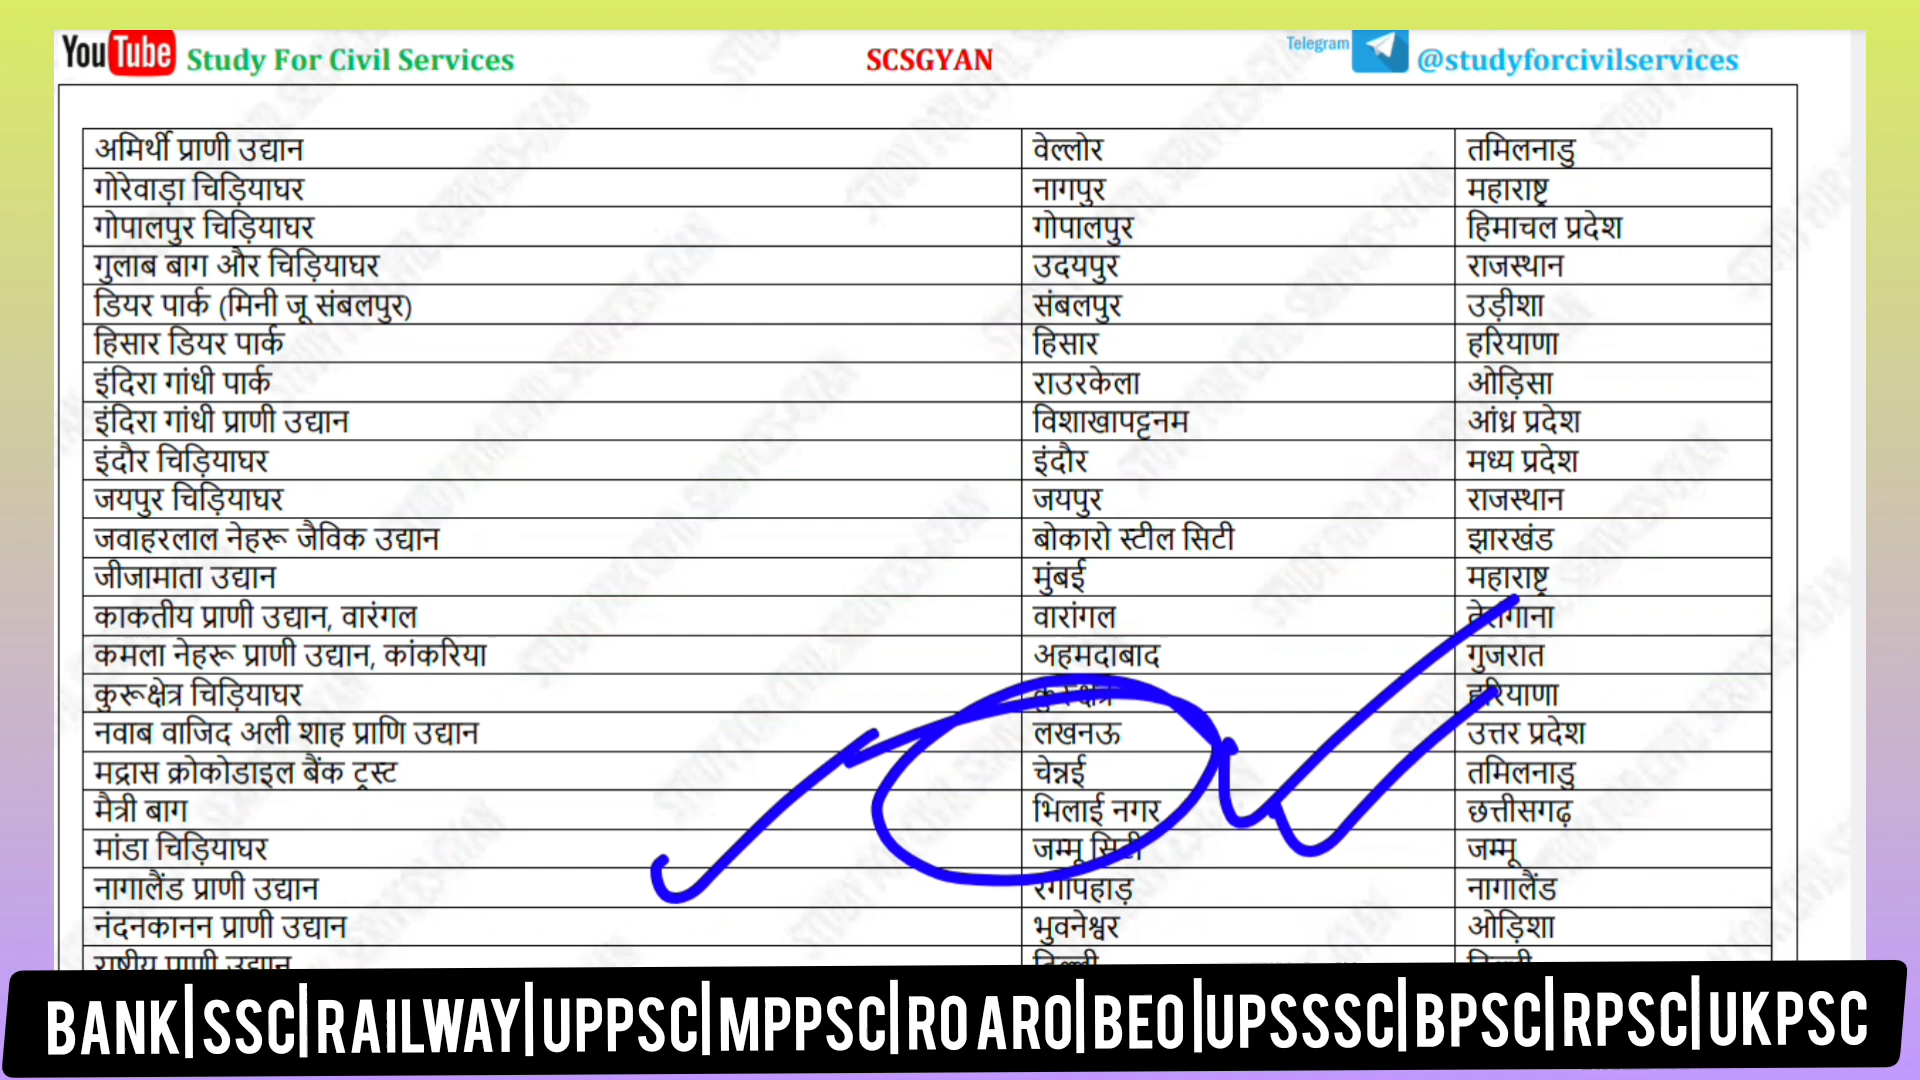 YouTube Study For Civil Services SCSGYAN Telegram @studyforcivilservices
अमिर्थी प्राणी उद्यान वेल्लोर तमिलनाडु
गोरेवाड़ा चिड़ियाघर नागपुर महाराष्ट्र
गोपालपुर चिड़ियाघर गोपालपुर हिमाचल प्रदेश
गुलाब बाग और चिड़ियाघर उदयपुर राजस्थान
डियर पार्क (मिनी जू संबलपुर) संबलपुर उड़ीशा
हिसार डियर पार्क हिसार हरियाणा
इंदिरा गांधी पार्क राउरकेला ओड़िसा
इंदिरा गांधी प्राणी उद्यान विशाखापट्टनम आंध्र प्रदेश
इंदौर चिड़ियाघर इंदौर मध्य प्रदेश
जयपुर चिड़ियाघर जयपुर राजस्थान
जवाहरलाल नेहरू जैविक उद्यान बोकारो स्टील सिटी झारखंड
जीजामाता उद्यान मुंबई महाराष्ट्र
काकतीय प्राणी उद्यान, वारंगल वारांगल
कमला नेहरू प्राणी उद्यान, कांकरिया अहमदाबाद गुजरात
कुरूक्षेत्र चिड़ियाघर हरियाणा
नवाब वाजिद अली शाह प्राणि उद्यान लखनऊ उत्तर प्रदेश
मद्रास क्रोकोडाइल बैंक ट्रस्ट चेन्नई तमिलनाडु
मैत्री बाग भिलाई नगर छत्तीसगढ़
मांडा चिड़ियाघर जम्मू सिटी जम्मू
नागालैंड प्राणी उद्यान नागालैंड
नंदनकानन प्राणी उद्यान भुवनेश्वर ओड़िशा
BANK|SSC|RAILWAY|UPPSC|MPPSC|RO ARO|BEO|UPSSSC|BPSC|RPSC|UKPSC